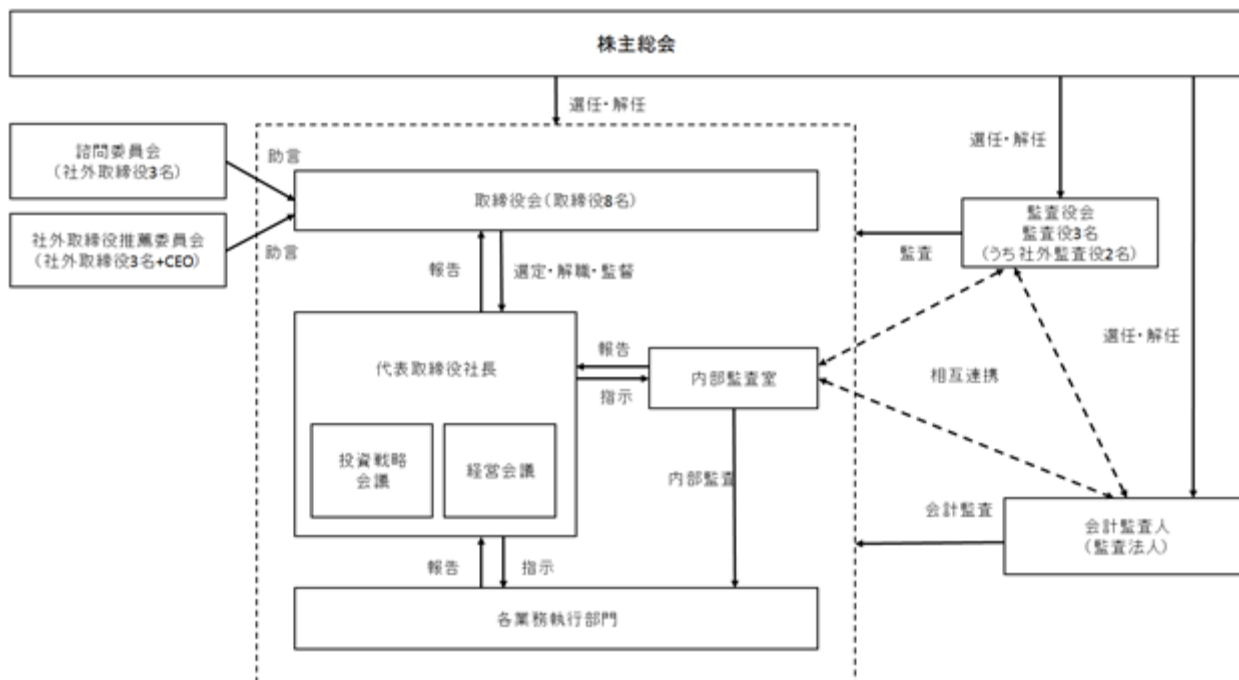 株主総会
選任・解任
選任・解任
諮問委員会
（社外取締役3名）
助言
取締役会（取締役8名）
監査役会
監査役3名
（うち社外監査役2名）
社外取締役推薦委員会
（社外取締役3名+CEO）
助言
監査
報告
選定・解職・監督
選任・解任
代表取締役社長
報告
指示
内部監査室
相互連携
投資戦略
会議
経営会議
内部監査
会計監査
会計監査人
（監査法人）
報告
指示
各業務執行部門